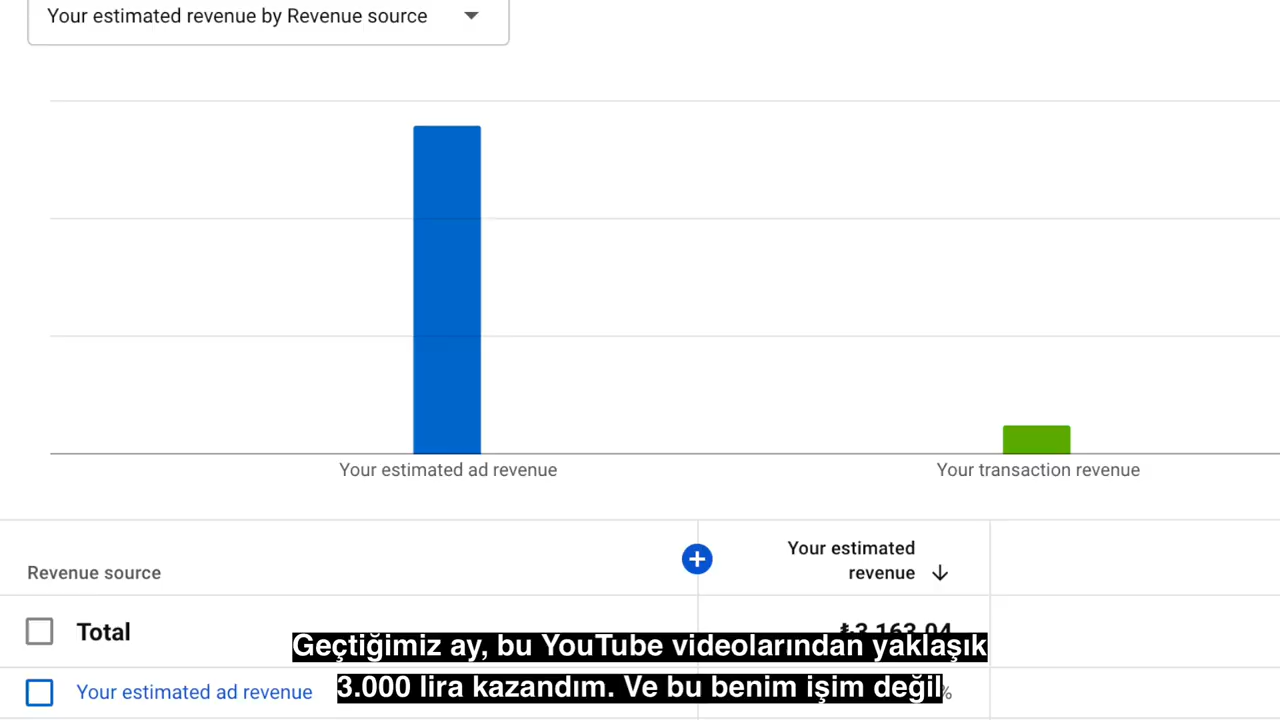 Your estimated revenue by Revenue source
Your estimated ad revenue
Your transaction revenue
Your estimated
Revenue source
revenue
Total
Geçtiğimiz ay, bu YouTube videolarından yaklaşık
Your estimated ad revenue
3.000 lira kazandım. Ve bu benim işim değil